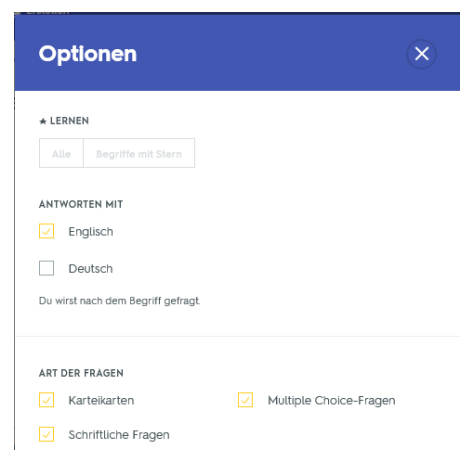 Optionen
★ LERNEN
Alle Begriffe mit Stern
ANTWORTEN MIT
Englisch
Deutsch
Du wirst nach dem Begriff gefragt.
ART DER FRAGEN
Karteikarten Multiple Choice-Fragen
Schriftliche Fragen